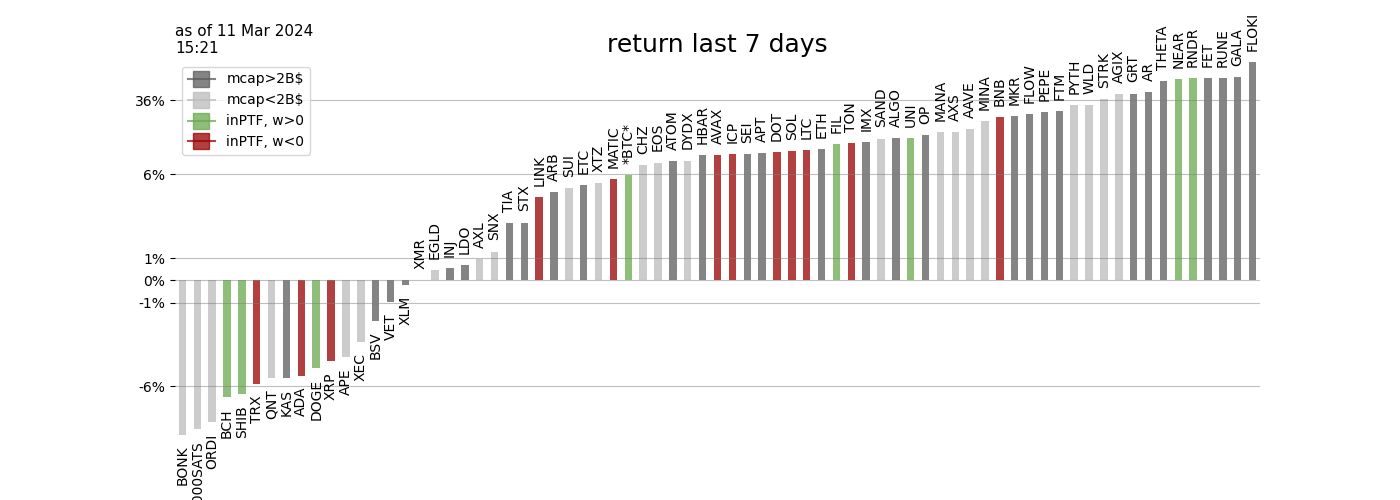 as of 11 Mar 2024
15:21
return last 7 days
mcap>2B$
mcap<2B$
inPTF, w>0
inPTF, w<0
36%
6%
1%
0%
-1%
-6%
BONK
000SATS
ORDI
BCH
SHIB
TRX
QNT
KAS
ADA
DOGE
XRP
APE
XEC
BSV
VET
XLM
XMR
EGLD
INJ
LDO
AXL
SNX
TIA
STX
LINK
ARB
SUI
ETC
XTZ
MATIC
*BTC*
CHZ
EOS
ATOM
DYDX
HBAR
AVAX
ICP
SEI
APT
DOT
SOL
LTC
ETH
FIL
TON
IMX
SAND
ALGO
UNI
OP
MANA
AXS
AAVE
MINA
BNB
MKR
FLOW
PEPE
FTM
PYTH
WLD
STRK
AGIX
GRT
AR
THETA
NEAR
RNDR
FET
RUNE
GALA
FLOKI